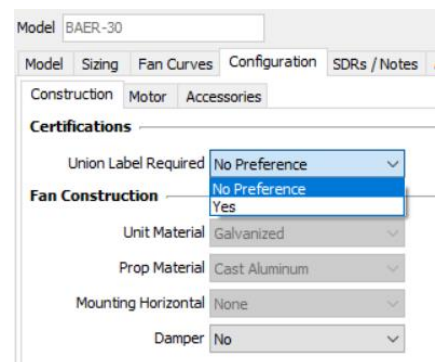 Model BAER-30
Model Sizing Fan Curves Configuration SDRs / Notes
Construction Motor Accessories
Certifications
Union Label Required No Preference
No Preference
Yes
Fan Construction
Unit Material Galvanized
Prop Material Cast Aluminum
Mounting Horizontal None
Damper No